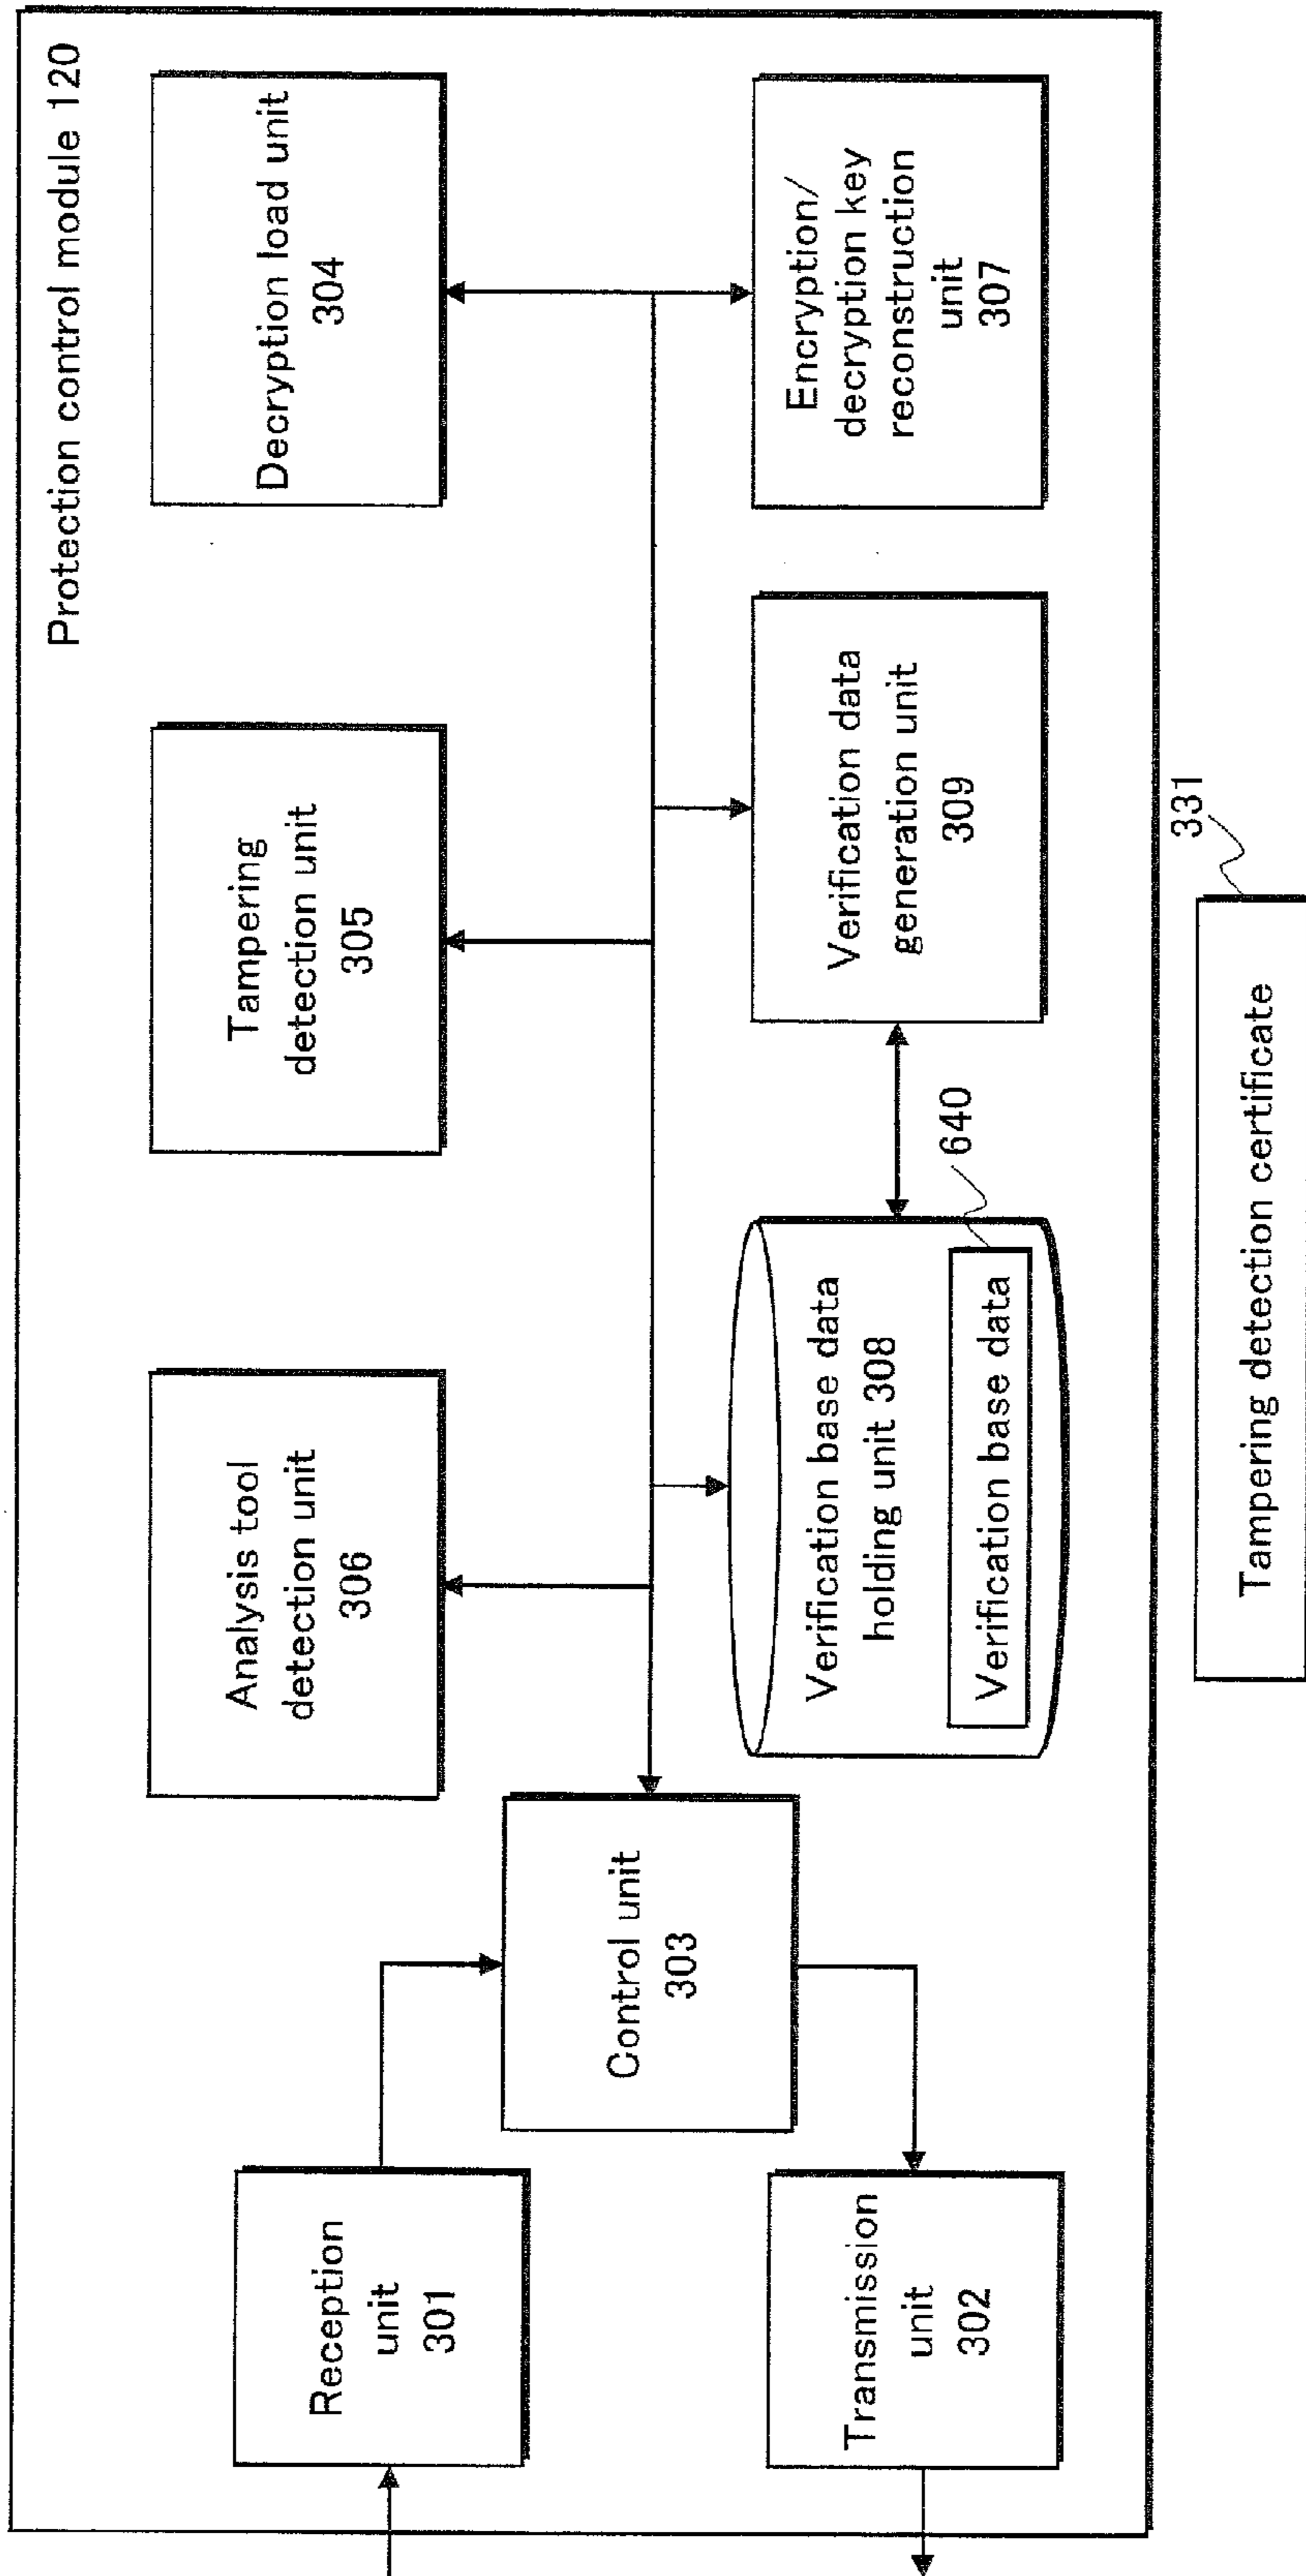 Protection control module 120
Reception
unit
301
Transmission
unit
302
Control unit
303
Analysis tool
detection unit
306
Tampering
detection unit
305
Decryption load unit
304
Verification base data
holding unit 308
Verification base data
640
Verification data
generation unit
309
Encryption/
decryption key
reconstruction
unit
307
331
Tampering detection certificate